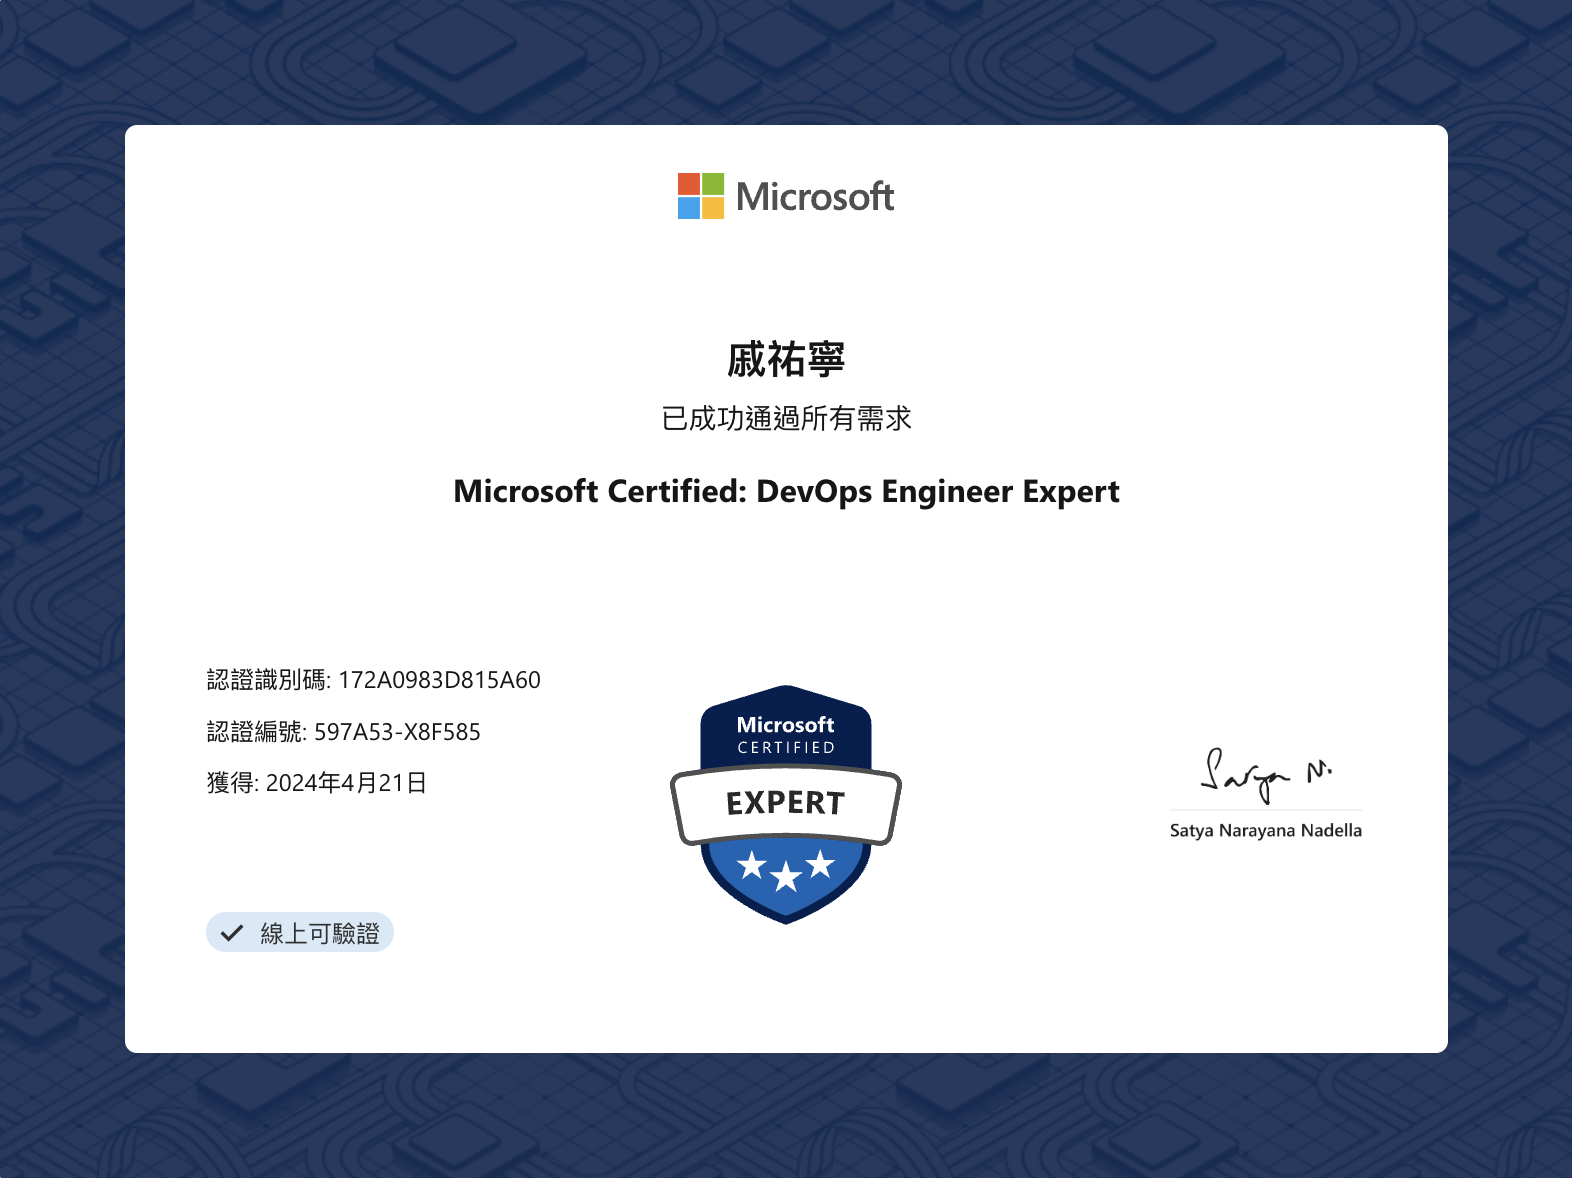 Microsoft
戚祐寧
已成功通過所有需求
Microsoft Certified: DevOps Engineer Expert
認證識別碼: 172A0983D815A60
認證編號: 597A53-X8F585
獲得: 2024年4月21日
線上可驗證
Microsoft
CERTIFIED
EXPERT
Satya N.
Satya Narayana Nadella